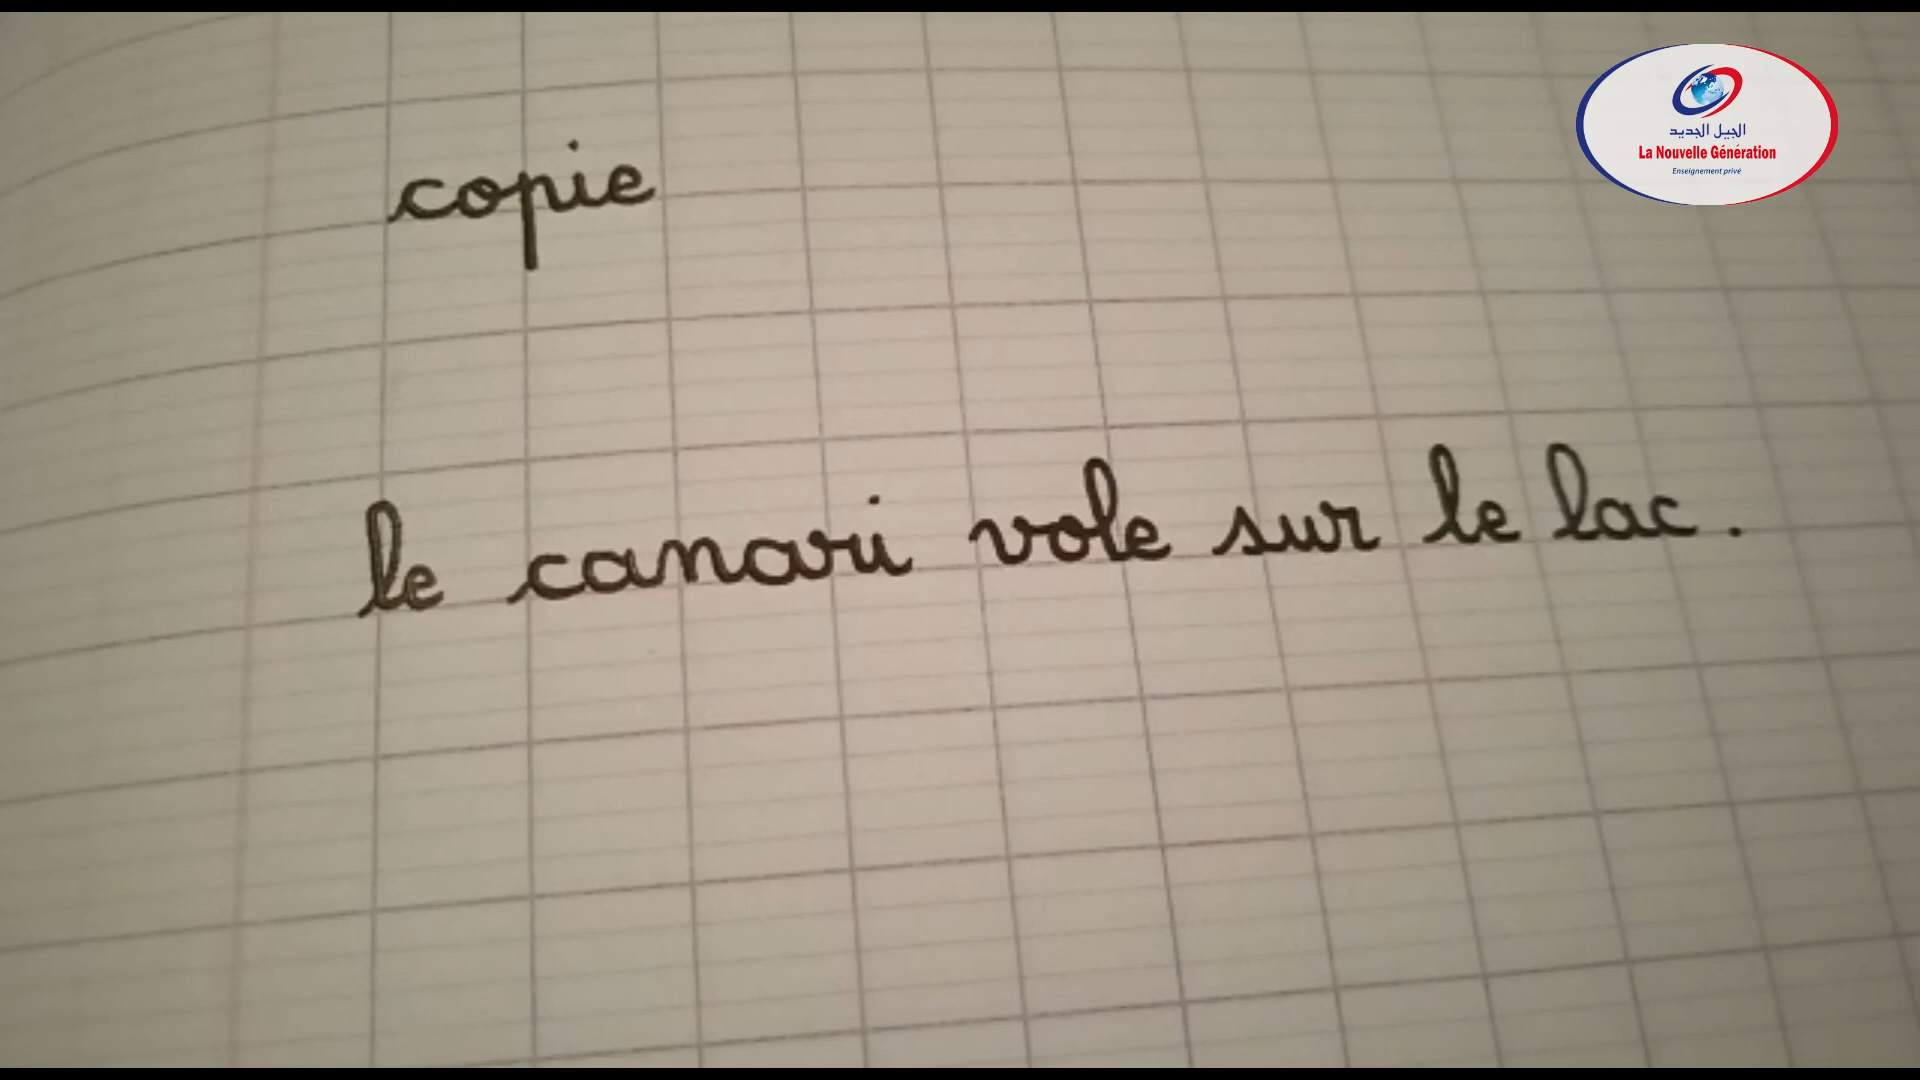 الجيل الجديد
La Nouvelle Génération
Enseignement privé
copie
le canari vole sur le lac.